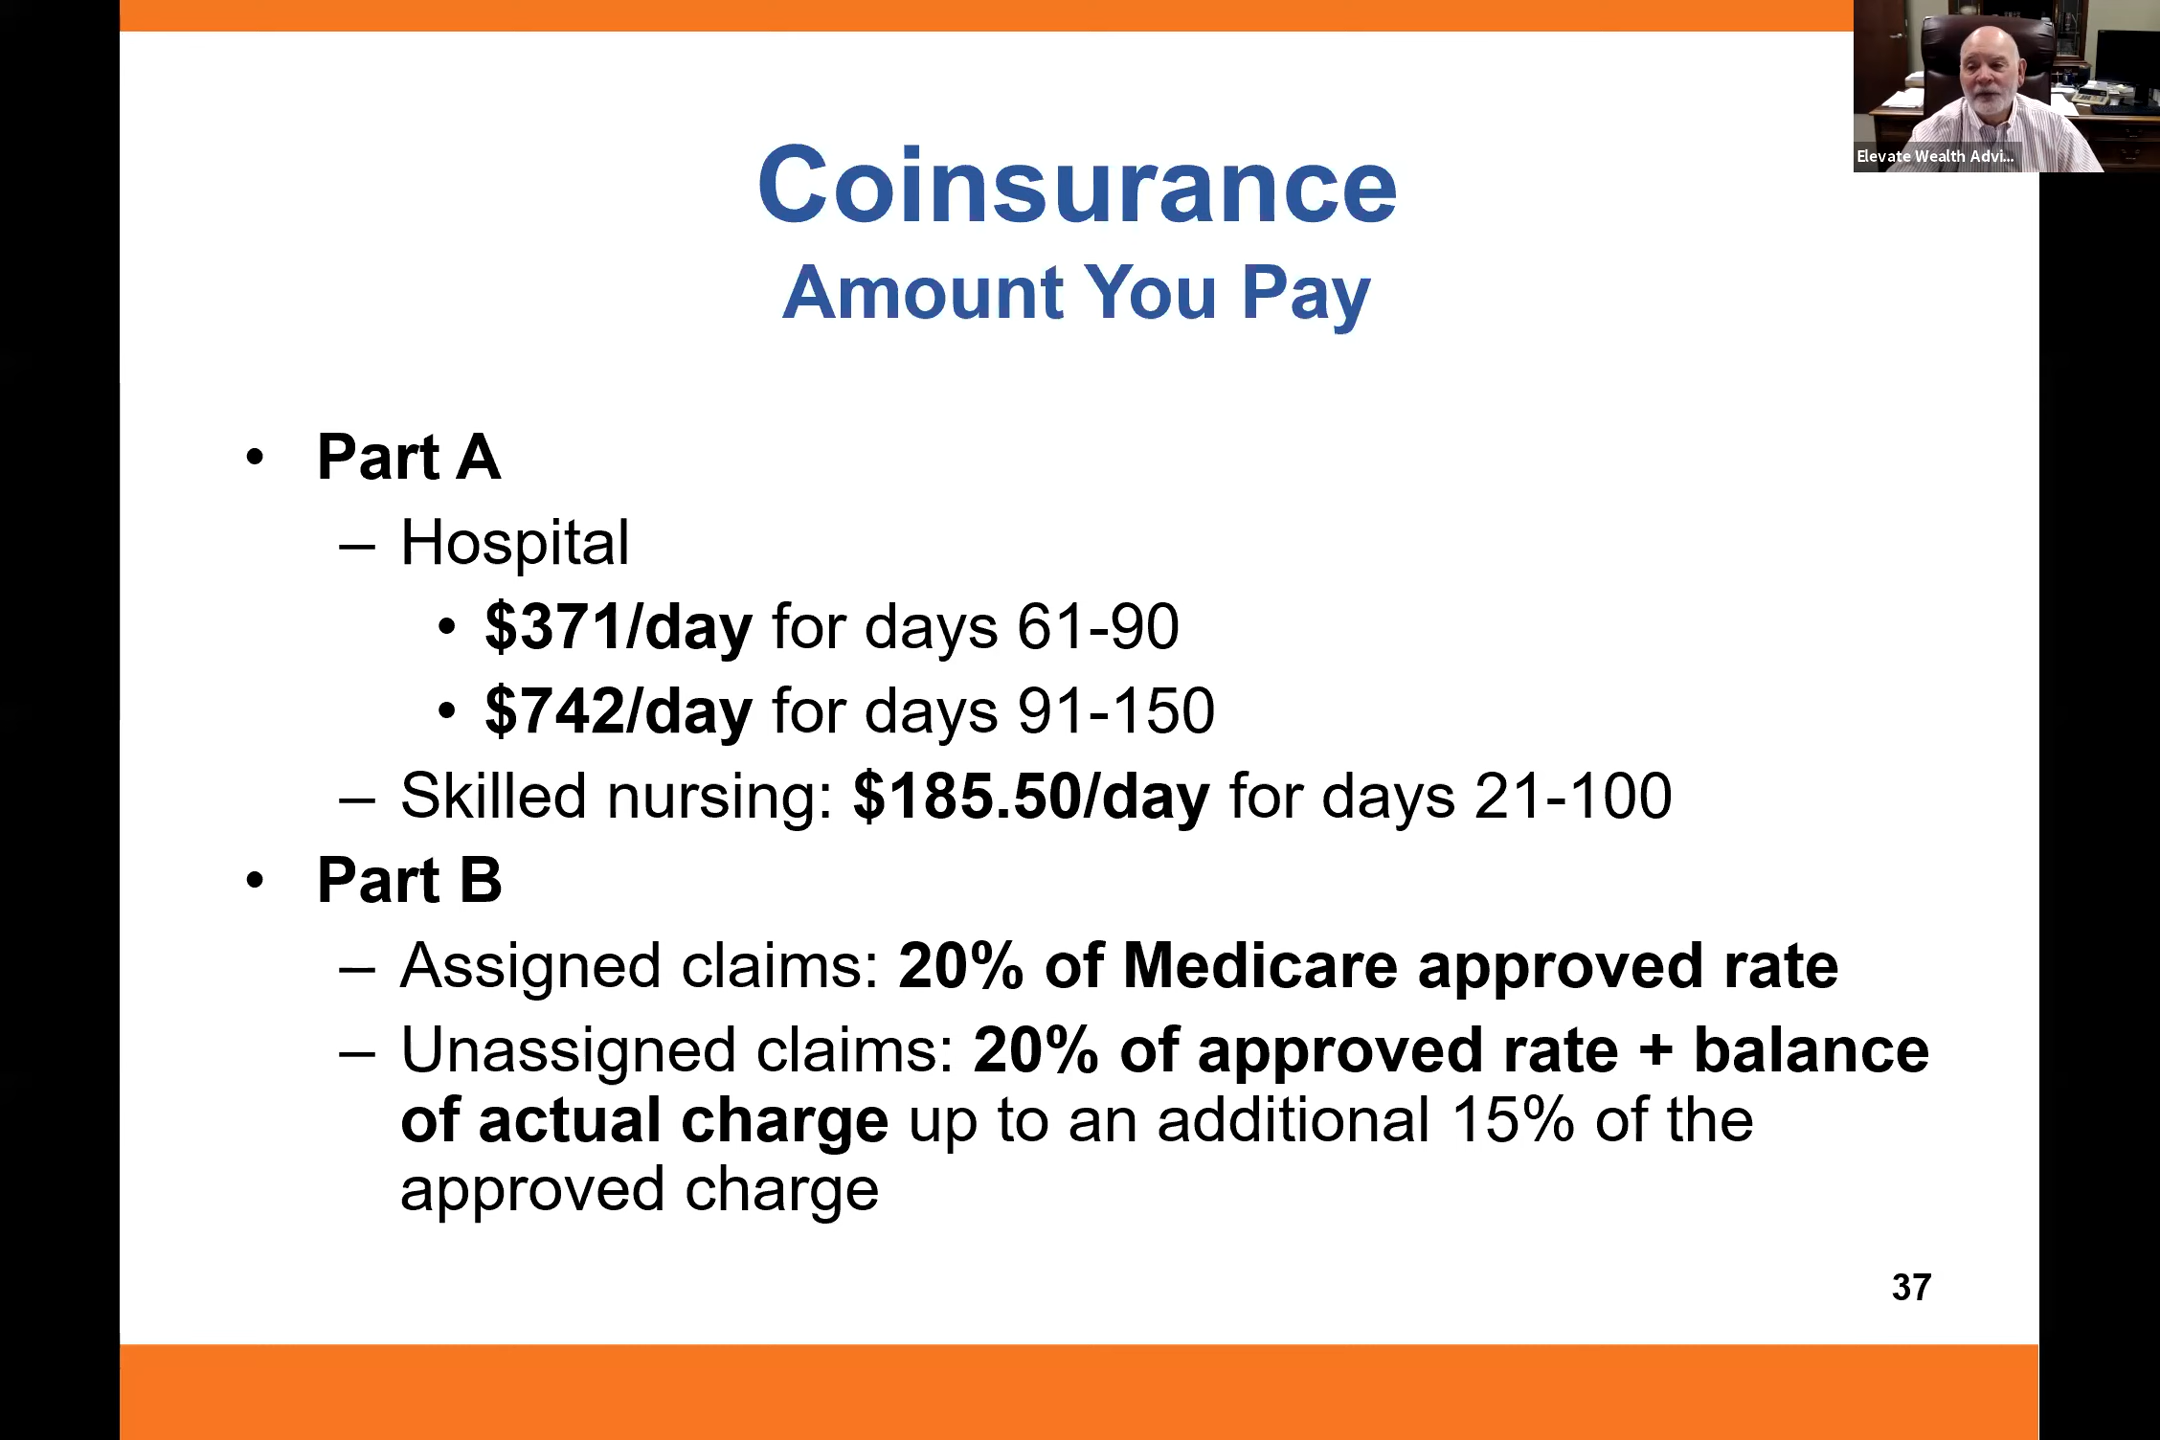 Elevate Wealth Advi...
Coinsurance
Amount You Pay
• Part A
– Hospital
• $371/day for days 61-90
• $742/day for days 91-150
– Skilled nursing: $185.50/day for days 21-100
• Part B
– Assigned claims: 20% of Medicare approved rate
– Unassigned claims: 20% of approved rate + balance
of actual charge up to an additional 15% of the
approved charge
37